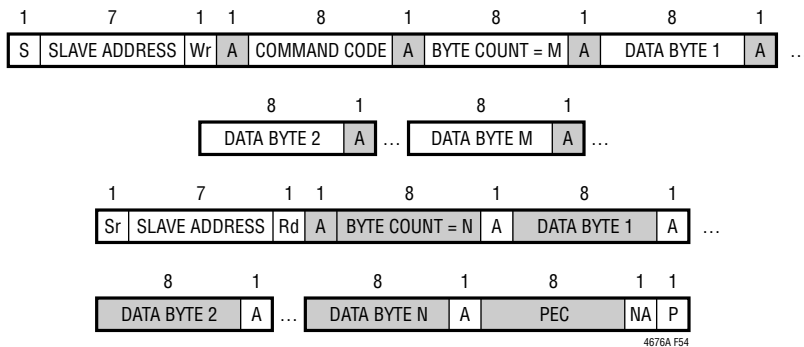 1 7 1 1 8 1 8 1 8 1
S SLAVE ADDRESS Wr A COMMAND CODE A BYTE COUNT = M A DATA BYTE 1 A …
8 1 8 1
DATA BYTE 2 A … DATA BYTE M A …
1 7 1 1 8 1 8 1
Sr SLAVE ADDRESS Rd A BYTE COUNT = N A DATA BYTE 1 A …
8 1 8 1 8 1 1
DATA BYTE 2 A … DATA BYTE N A PEC NA P
4676A F54